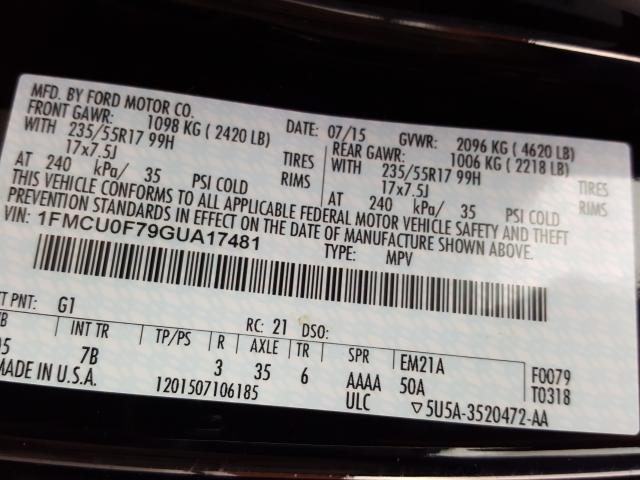 MFD. BY FORD MOTOR CO.
DATE: 07/15 GVWR: 2096 KG ( 4620 LB)
FRONT GAWR: 1098 KG ( 2420 LB) REAR GAWR: 1006 KG ( 2218 LB)
WITH 235/55R17 99H TIRES WITH 235/55R17 99H TIRES
17x7.5J RIMS 17x7.5J RIMS
AT 240 kPa/ 35 PSI COLD AT 240 kPa/ 35 PSI COLD
THIS VEHICLE CONFORMS TO ALL APPLICABLE FEDERAL MOTOR VEHICLE SAFETY AND THEFT
PREVENTION STANDARDS IN EFFECT ON THE DATE OF MANUFACTURE SHOWN ABOVE.
VIN: 1FMCU0F79GUA17481
TYPE: MPV
PNT: G1 RC: 21 DSO:
INT TR TP/PS R AXLE TR SPR EM21A F0079
7B 3 35 6 AAAA 50A T0318
MADE IN U.S.A. 1201507106185 ULC ▽5U5A-3520472-AA